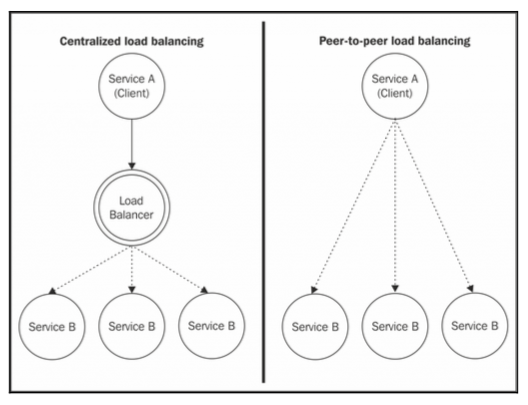 Centralized load balancing
Service A
(Client)
Load
Balancer
Service B
Service B
Service B
Peer-to-peer load balancing
Service A
(Client)
Service B
Service B
Service B